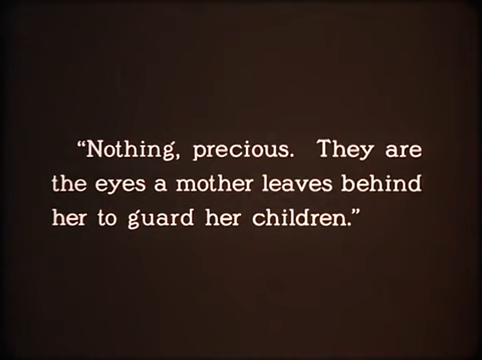 “Nothing, precious. They are
the eyes a mother leaves behind
her to guard her children.”